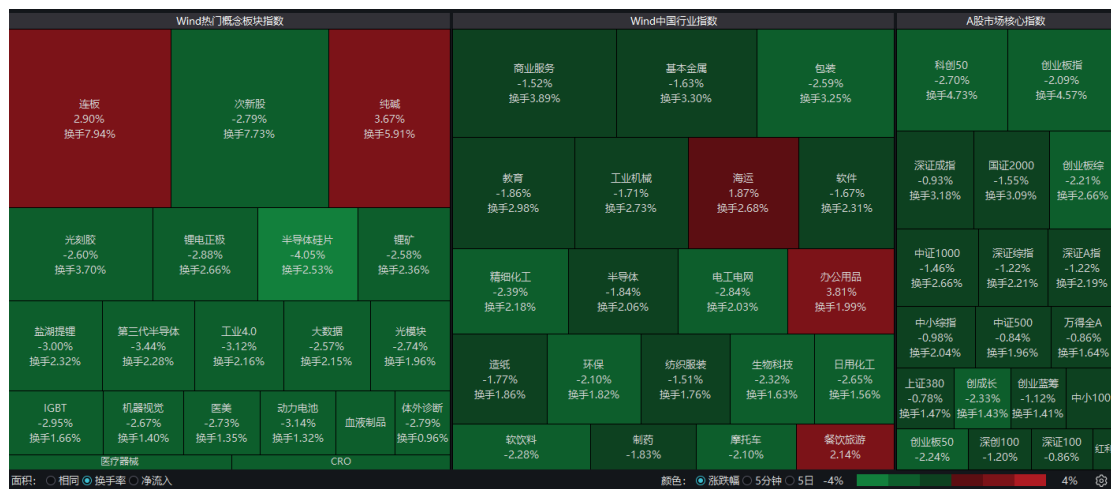 Wind热门概念板块指数
连板
2.90%
换手7.94%
次新股
-2.79%
换手7.73%
纯碱
3.67%
换手5.91%
光刻胶
-2.60%
换手3.70%
锂电正极
-2.88%
换手2.66%
半导体硅片
-4.05%
换手2.53%
锂矿
-2.58%
换手2.36%
盐湖提锂
-3.00%
换手2.32%
第三代半导体
-3.44%
换手2.28%
工业4.0
-3.12%
换手2.16%
大数据
-2.57%
换手2.15%
光模块
-2.74%
换手1.96%
IGBT
-2.95%
换手1.66%
机器视觉
-2.67%
换手1.40%
医美
-2.73%
换手1.35%
动力电池
-3.14%
换手1.32%
血液制品
体外诊断
-2.79%
换手0.96%
医疗器械
CRO
Wind中国行业指数
商业服务
-1.52%
换手3.89%
基本金属
-1.63%
换手3.30%
包装
-2.59%
换手3.25%
教育
-1.86%
换手2.98%
工业机械
-1.71%
换手2.73%
海运
1.87%
换手2.68%
软件
-1.67%
换手2.31%
精细化工
-2.39%
换手2.18%
半导体
-1.84%
换手2.06%
电工电网
-2.84%
换手2.03%
办公用品
3.81%
换手1.99%
造纸
-1.77%
换手1.86%
环保
-2.10%
换手1.82%
纺织服装
-1.51%
换手1.76%
生物科技
-2.32%
换手1.63%
日用化工
-2.65%
换手1.56%
软饮料
-2.28%
制药
-1.83%
摩托车
-2.10%
餐饮旅游
2.14%
A股市场核心指数
科创50
-2.70%
换手4.73%
创业板指
-2.09%
换手4.57%
深证成指
-0.93%
换手3.18%
国证2000
-1.55%
换手3.09%
创业板综
-2.21%
换手2.66%
中证1000
-1.46%
换手2.66%
深证综指
-1.22%
换手2.21%
深证A指
-1.22%
换手2.19%
中小综指
-0.98%
换手2.04%
中证500
-0.84%
换手1.96%
万得全A
-0.86%
换手1.64%
上证380
-0.78%
换手1.47%
创成长
-2.33%
换手1.43%
创业蓝筹
-1.12%
换手1.41%
中小100
创业板50
-2.24%
深创100
-1.20%
深证100
-0.86%
红利
面积： 相同 换手率 净流入
颜色： 涨跌幅 5分钟 5日 -4% 4%